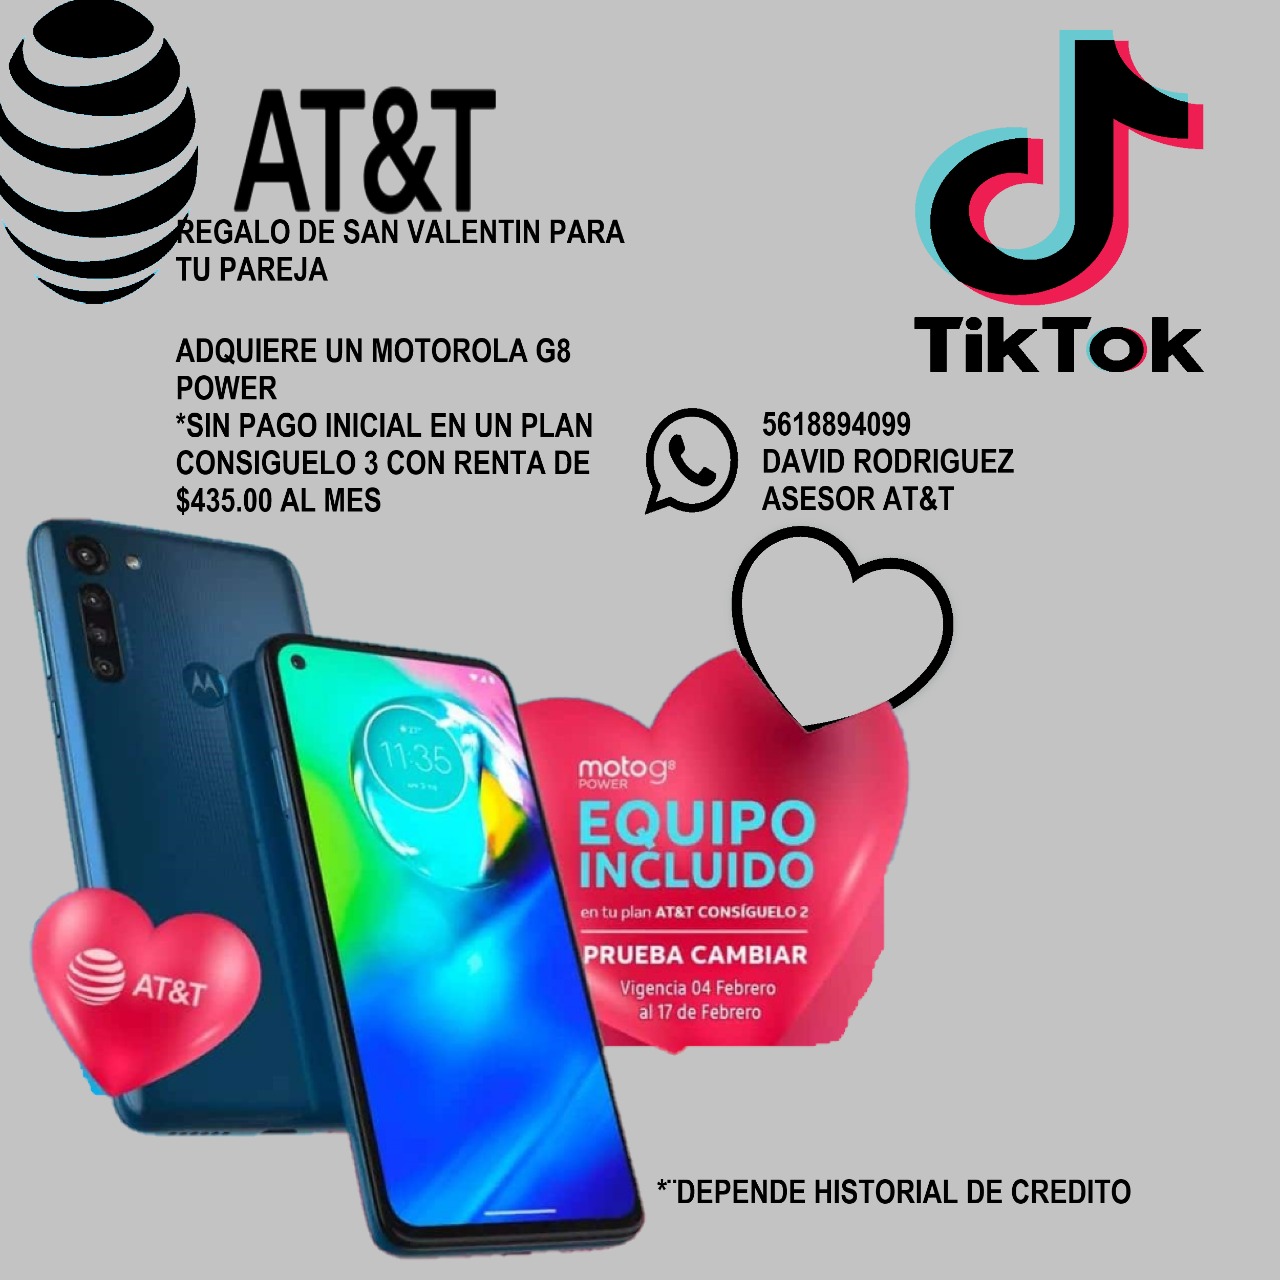 AT&T
REGALO DE SAN VALENTIN PARA
TU PAREJA
ADQUIERE UN MOTOROLA G8
POWER
*SIN PAGO INICIAL EN UN PLAN
CONSIGUELO 3 CON RENTA DE
$435.00 AL MES
TikTok
5618894099
DAVID RODRIGUEZ
ASESOR AT&T
11:35
moto g8
POWER
EQUIPO
INCLUIDO
en tu plan AT&T CONSÍGUELO 2
PRUEBA CAMBIAR
Vigencia 04 Febrero
al 17 de Febrero
AT&T
*¨DEPENDE HISTORIAL DE CREDITO